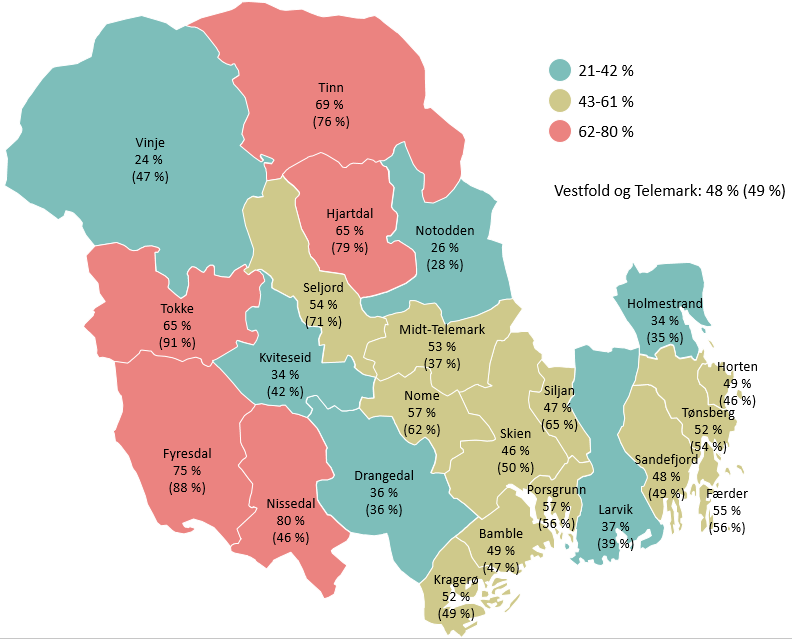 21-42 %
43-61 %
62-80 %
Vestfold og Telemark: 48 % (49 %)
Tinn
69 %
(76 %)
Vinje
24 %
(47 %)
Hjartdal
65 %
(79 %)
Notodden
26 %
(28 %)
Seljord
54 %
(71 %)
Tokke
65 %
(91 %)
Midt-Telemark
53 %
(37 %)
Holmestrand
34 %
(35 %)
Kviteseid
34 %
(42 %)
Horten
49 %
(46 %)
Nome
57 %
(62 %)
Siljan
47 %
(65 %)
Tønsberg
52 %
(54 %)
Skien
46 %
(50 %)
Fyresdal
75 %
(88 %)
Drangedal
36 %
(36 %)
Sandefjord
48 %
(49 %)
Nissedal
80 %
(46 %)
Porsgrunn
57 %
(56 %)
Larvik
37 %
(39 %)
Færder
55 %
(56 %)
Bamble
49 %
(47 %)
Kragerø
52 %
(49 %)